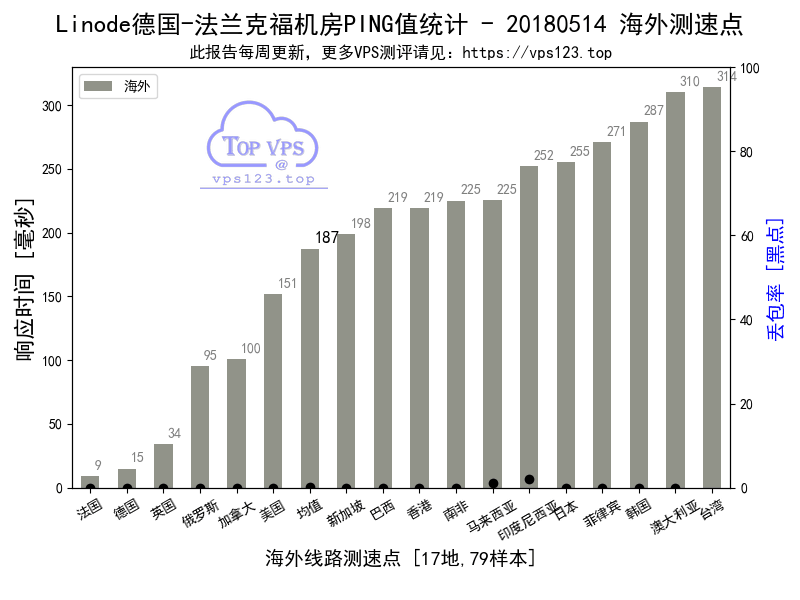 Linode德国-法兰克福机房PING值统计 - 20180514 海外测速点
此报告每周更新，更多VPS测评请见：https://vps123.top
海外
TOP VPS
@
vps123.top
响应时间 [毫秒]
丢包率 [黑点]
300
250
200
150
100
50
0
100
80
60
40
20
0
9
15
34
95
100
151
187
198
219
219
225
225
252
255
271
287
310
314
法国
德国
英国
俄罗斯
加拿大
美国
均值
新加坡
巴西
香港
南非
马来西亚
印度尼西亚
日本
菲律宾
韩国
澳大利亚
台湾
海外线路测速点 [17地,79样本]